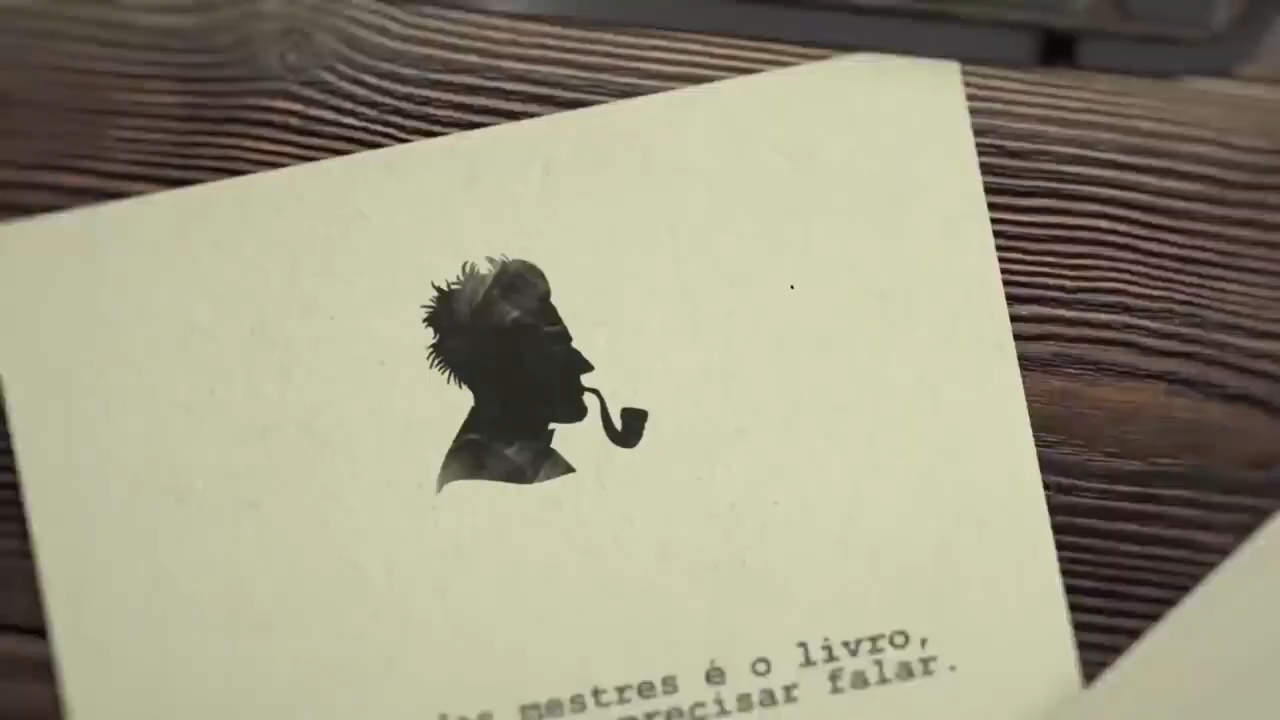 mestres é o livro,
precisar falar.